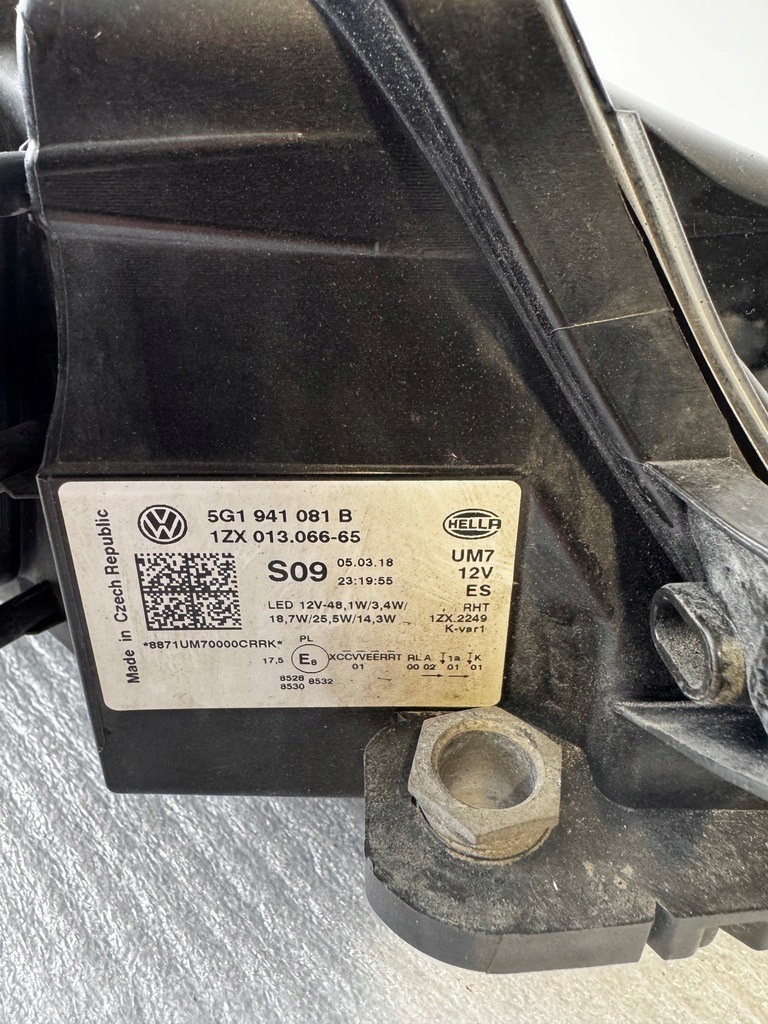 Made in Czech Republic
5G1 941 081 B
1ZX 013.066-65
HELLA
S09
05.03.18
23:19:55
UM7
12V
ES
LED 12V-48,1W/3,4W/
18,7W/25,5W/14,3W
RHT
1ZX.2249
K-var1
*8871UM70000CRRK*
PL
17,5 E8 XCCVVEERRT RL A 1a K
01 00 02 01 01
8528 8532
8530